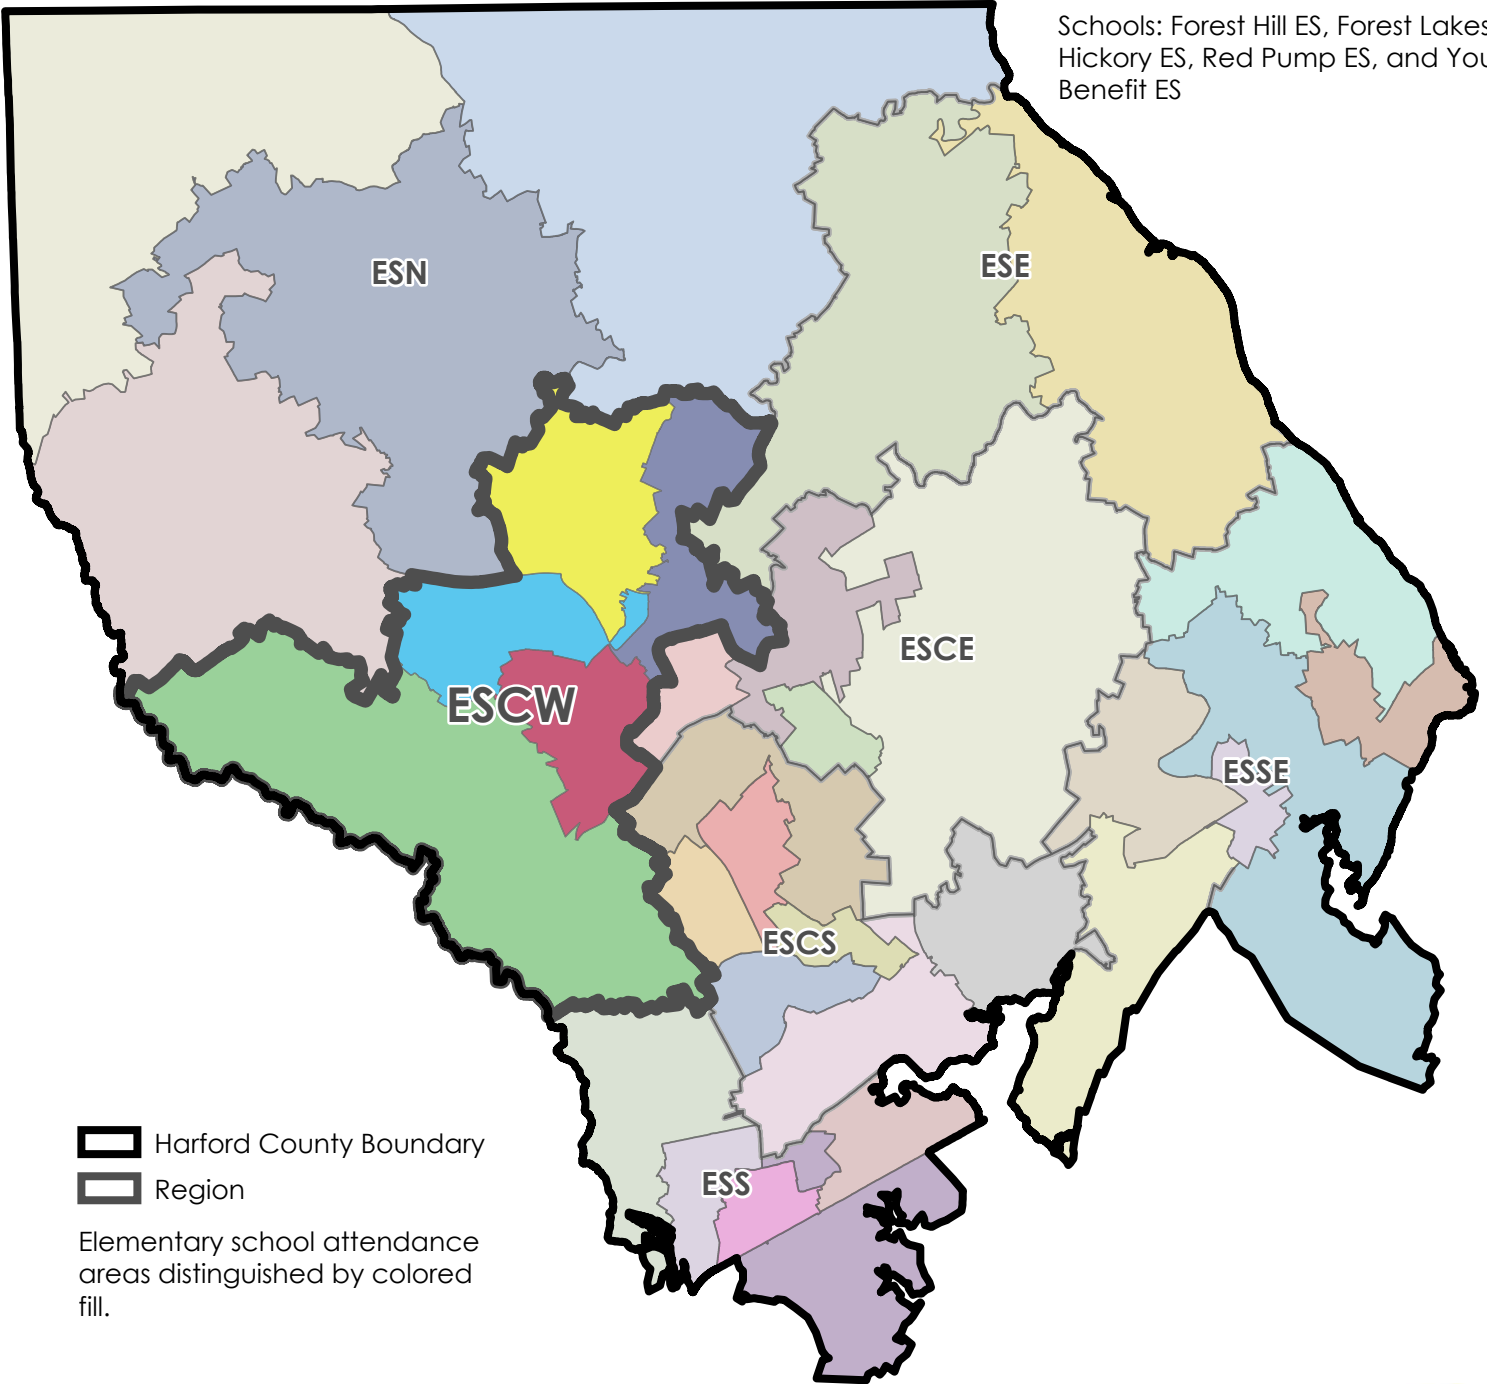 Schools: Forest Hill ES, Forest Lakes
Hickory ES, Red Pump ES, and
Benefit ES
ESN
ESE
ESCE
ESCW
ESSE
ESCS
ESS
Harford County Boundary
Region
Elementary school attendance
areas distinguished by colored
fill.